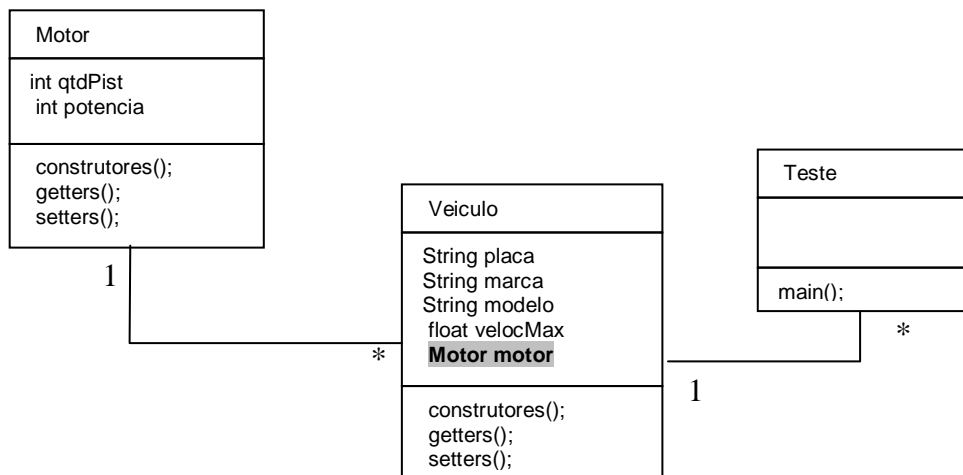 Motor
int qtdPist
int potencia
construtores();
getters();
setters();
1
*
Veiculo
String placa
String marca
String modelo
float velocMax
Motor motor
construtores();
getters();
setters();
Teste
main();
*
1